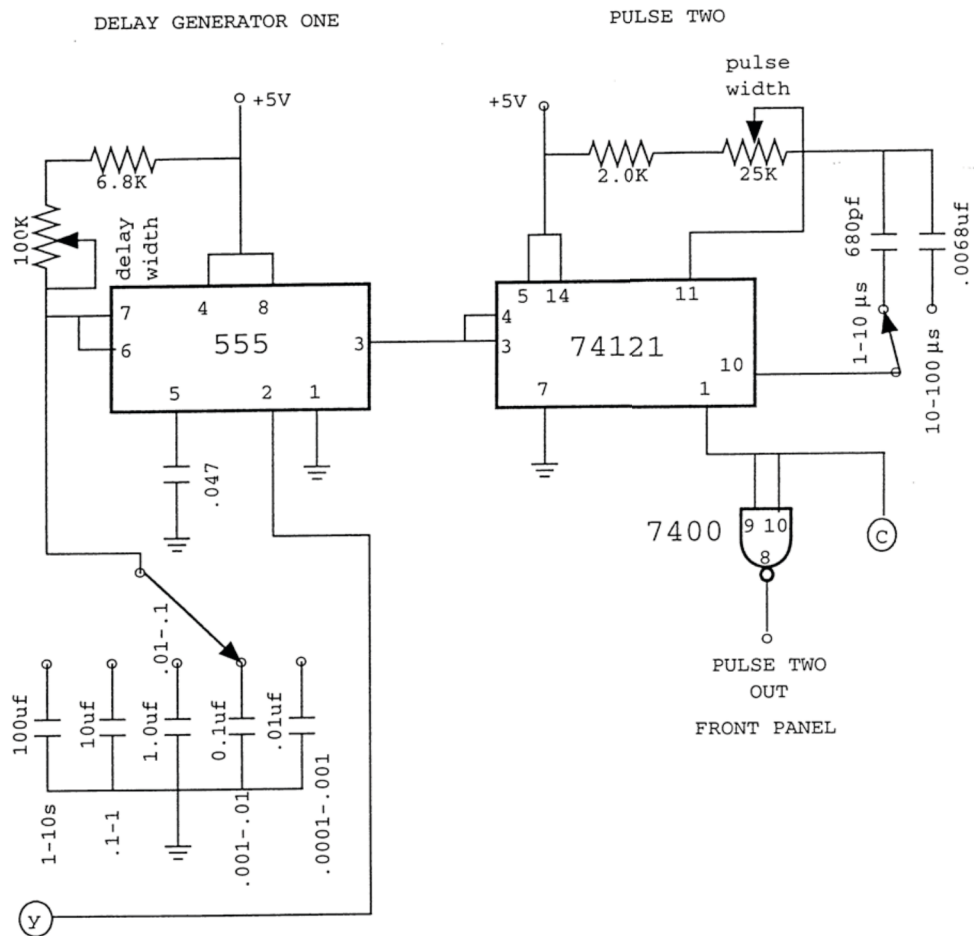 DELAY GENERATOR ONE
PULSE TWO
+5V
6.8K
100K
delay
width
7
6
4
8
555
3
5
2
1
.047
.01-.1
100uf
10uf
1.0uf
0.1uf
.01uf
1-10s
.1-1
.001-.01
.0001-.001
y
+5V
pulse
width
2.0K
25K
680pf
.0068uf
1-10 µs
10-100 µs
5
14
11
4
3
74121
10
7
1
7400
9
10
8
C
PULSE TWO
OUT
FRONT PANEL